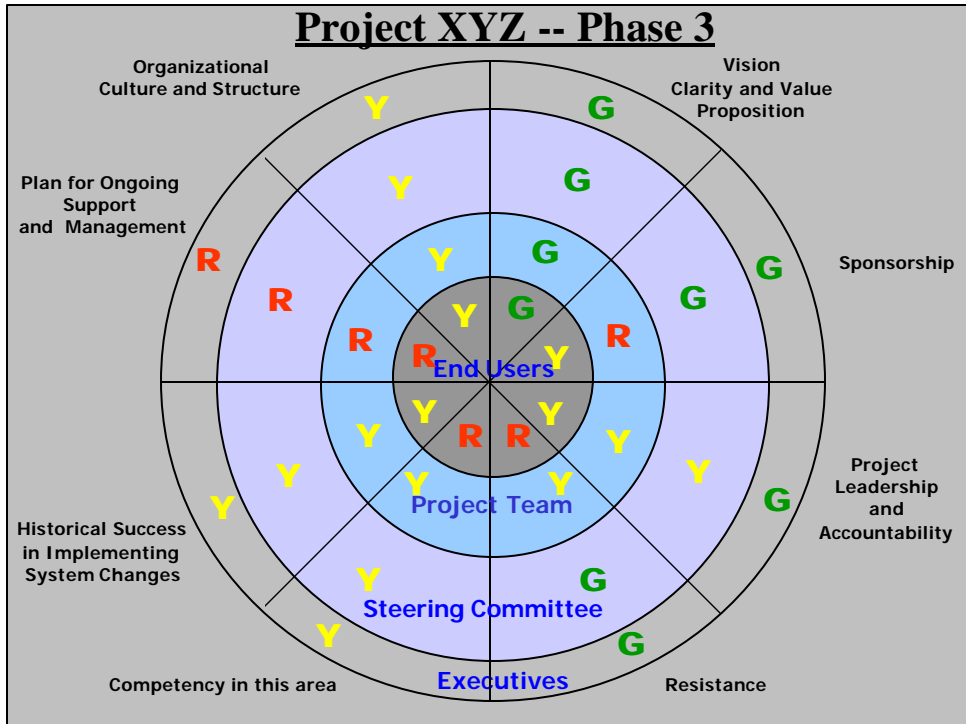 Project XYZ -- Phase 3
Organizational
Culture and Structure
Vision
Clarity and Value
Proposition
Y
G
Y
G
Plan for Ongoing
Support
and Management
Y
G
R
G
Sponsorship
R
G
Y
G
R
R
R
Y
End Users
Y
Y
Y
Y
R
R
Y
Y
Y
Y
Y
G
Project
Leadership
and
Accountability
Project Team
Historical Success
in Implementing
System Changes
Y
G
Steering Committee
Y
G
Competency in this area
Executives
Resistance